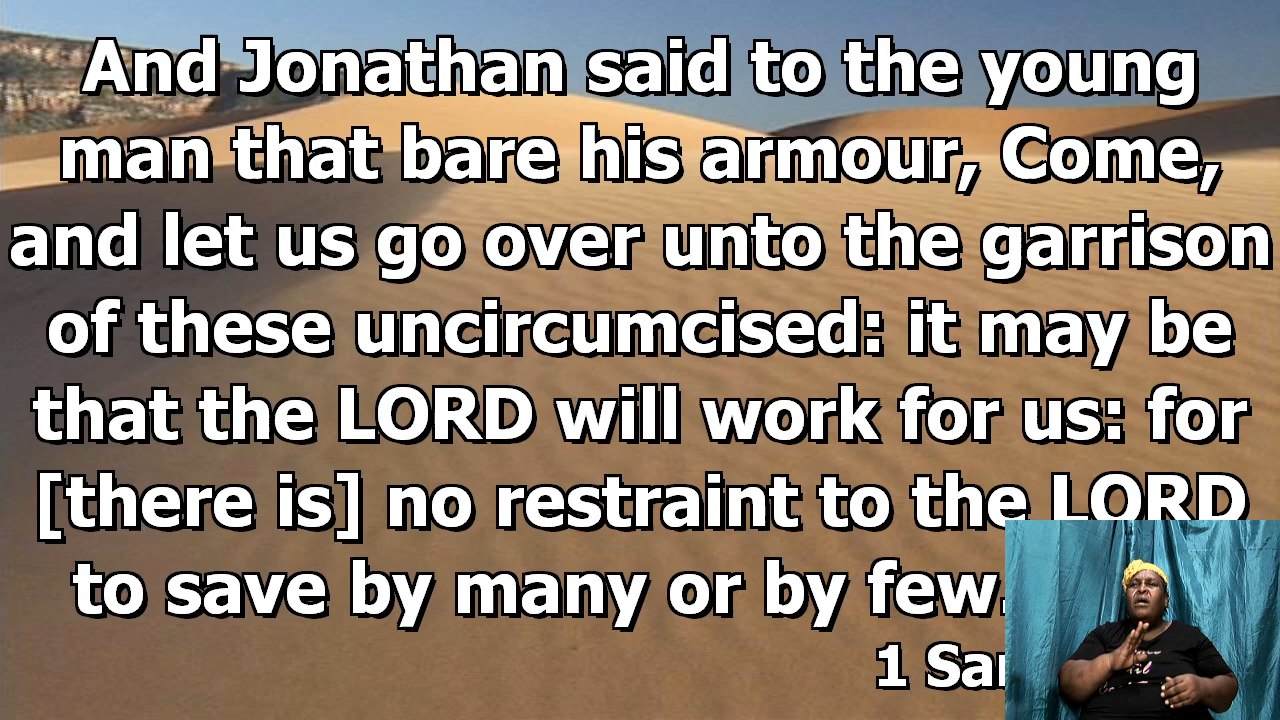 And Jonathan said to the young
man that bare his armour, Come,
and let us go over unto the garrison
of these uncircumcised: it may be
that the LORD will work for us: for
[there is] no restraint to the LORD
to save by many or by few.
1